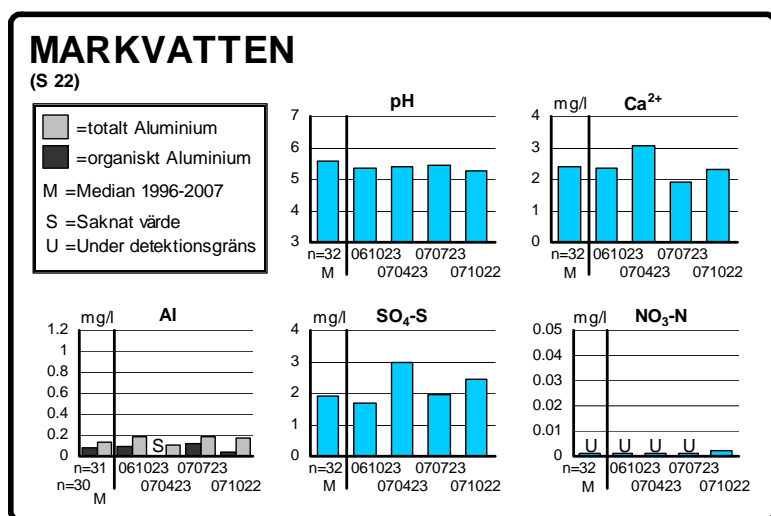 MARKVATTEN
(S 22)
=totalt Aluminium
=organiskt Aluminium
M =Median 1996-2007
S =Saknat värde
U =Under detektionsgräns
pH
7
6
5
4
3
n=32 061023 070723
M 070423 071022
mg/l Ca²⁺
4
3
2
1
0
n=32 061023 070723
M 070423 071022
mg/l Al
1.2
1
0.8
0.6
0.4
0.2
0
S
n=31 061023 070723
n=30 070423 071022
M
mg/l SO₄-S
4
3
2
1
0
n=32 061023 070723
M 070423 071022
mg/l NO₃-N
0.05
0.04
0.03
0.02
0.01
0
U U U U
n=32 061023 070723
M 070423 071022